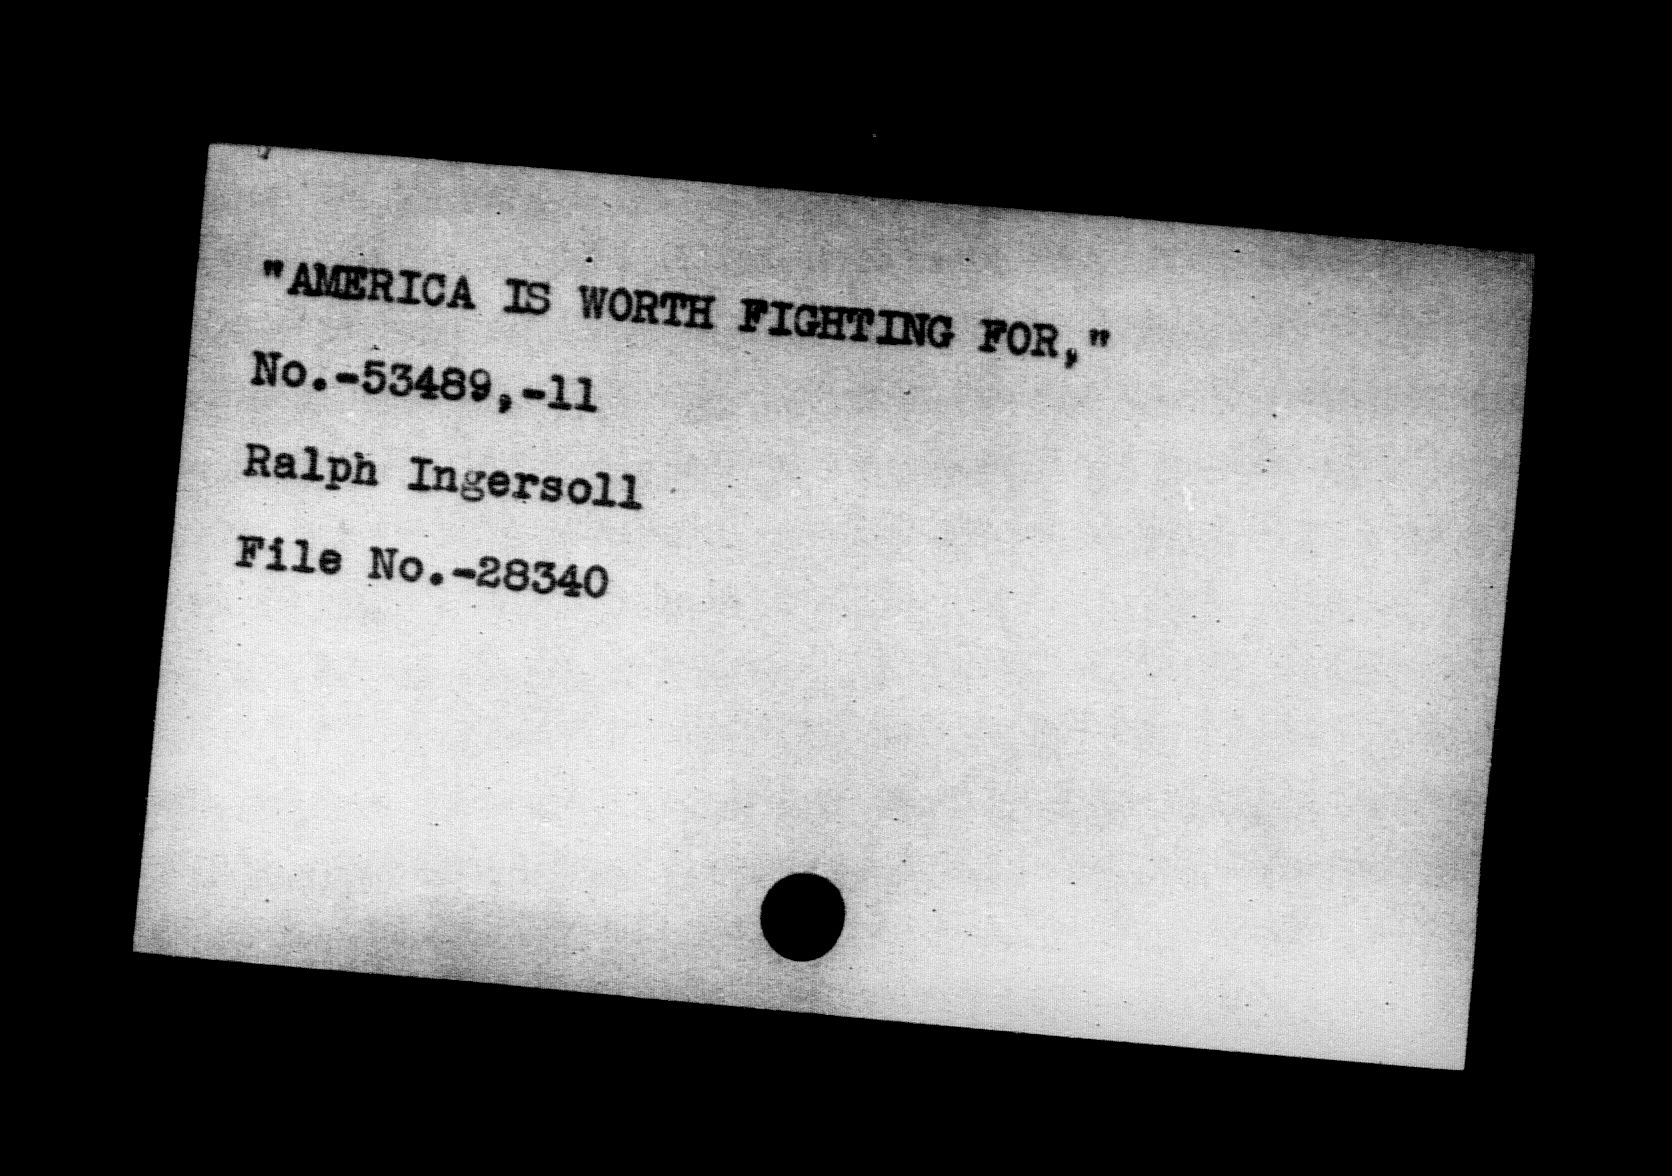 "AMERICA IS WORTH FIGHTING FOR,"
No.-53489,-11
Ralph Ingersoll
File No.-28340